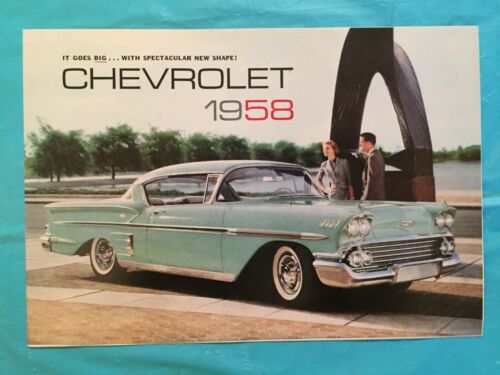 IT GOES BIG... WITH SPECTACULAR NEW SHAPE!
CHEVROLET
1958